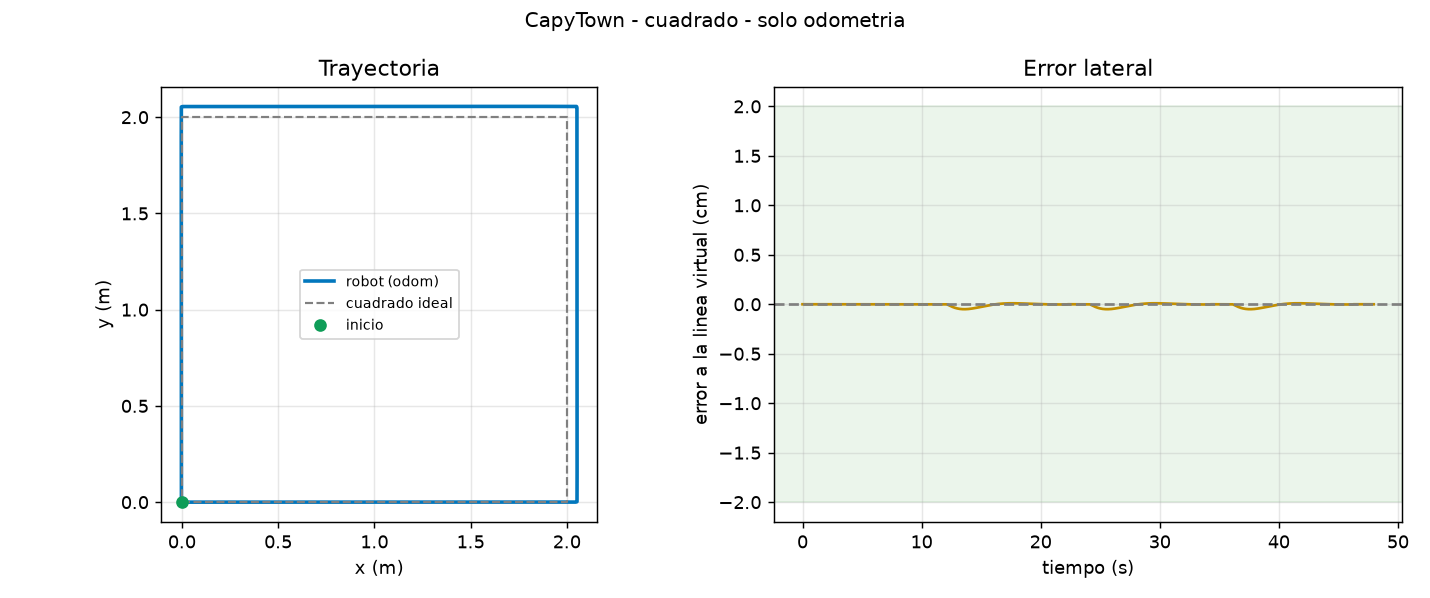 CapyTown - cuadrado - solo odometria
Trayectoria
y (m)
2.0
1.5
1.0
0.5
0.0
robot (odom)
cuadrado ideal
inicio
0.0 0.5 1.0 1.5 2.0
x (m)
Error lateral
error a la linea virtual (cm)
2.0
1.5
1.0
0.5
0.0
−0.5
−1.0
−1.5
−2.0
0 10 20 30 40 50
tiempo (s)